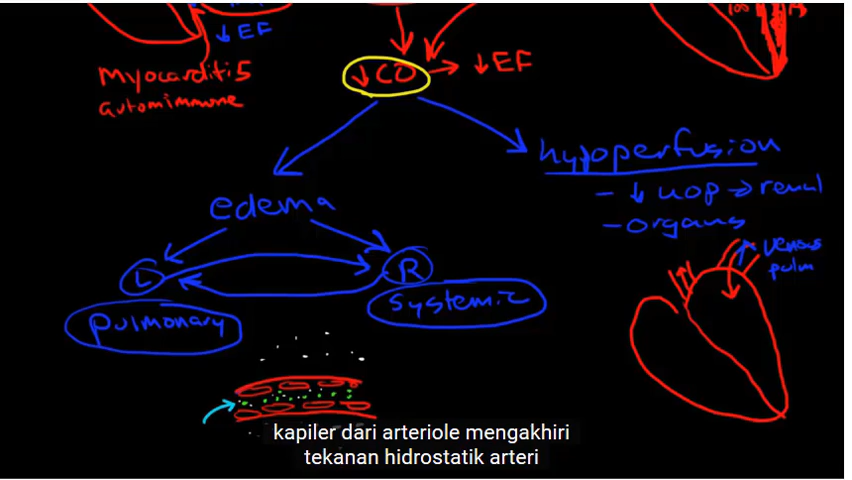 ↓ EF
Myocarditis
automimmune
↓ CO → ↓ EF
hypoperfusion
- ↓ UOP → renal
- organs
edema
L
R
pulmonary
systemic
venous
pulm
kapiler dari arteriole mengakhiri
tekanan hidrostatik arteri